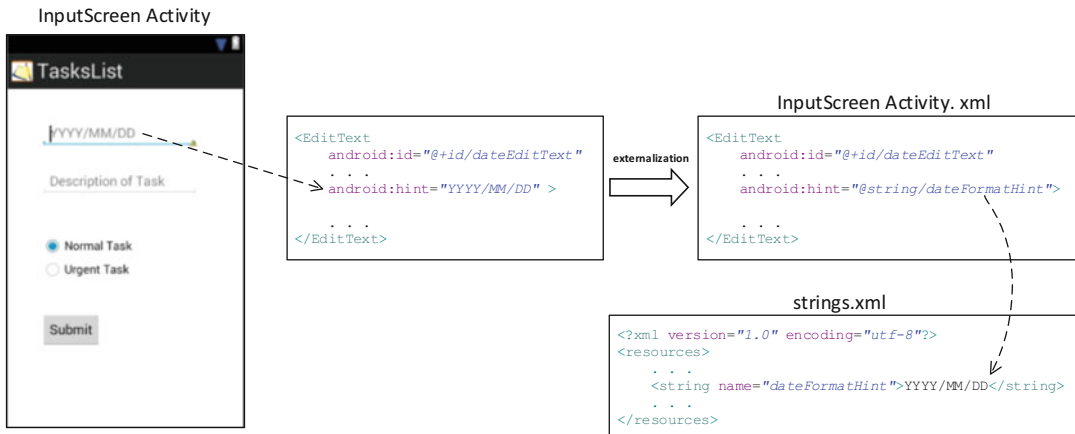 InputScreen Activity
TasksList
YYYY/MM/DD
Description of Task
Normal Task
Urgent Task
Submit
<EditText
android:id="@+id/dateEditText"
. . .
android:hint="YYYY/MM/DD" >
. . .
</EditText>
externalization
InputScreen Activity. xml
<EditText
android:id="@+id/dateEditText"
. . .
android:hint="@string/dateFormatHint">
. . .
</EditText>
strings.xml
<?xml version="1.0" encoding="utf-8"?>
<resources>
. . .
<string name="dateFormatHint">YYYY/MM/DD</string>
. . .
</resources>